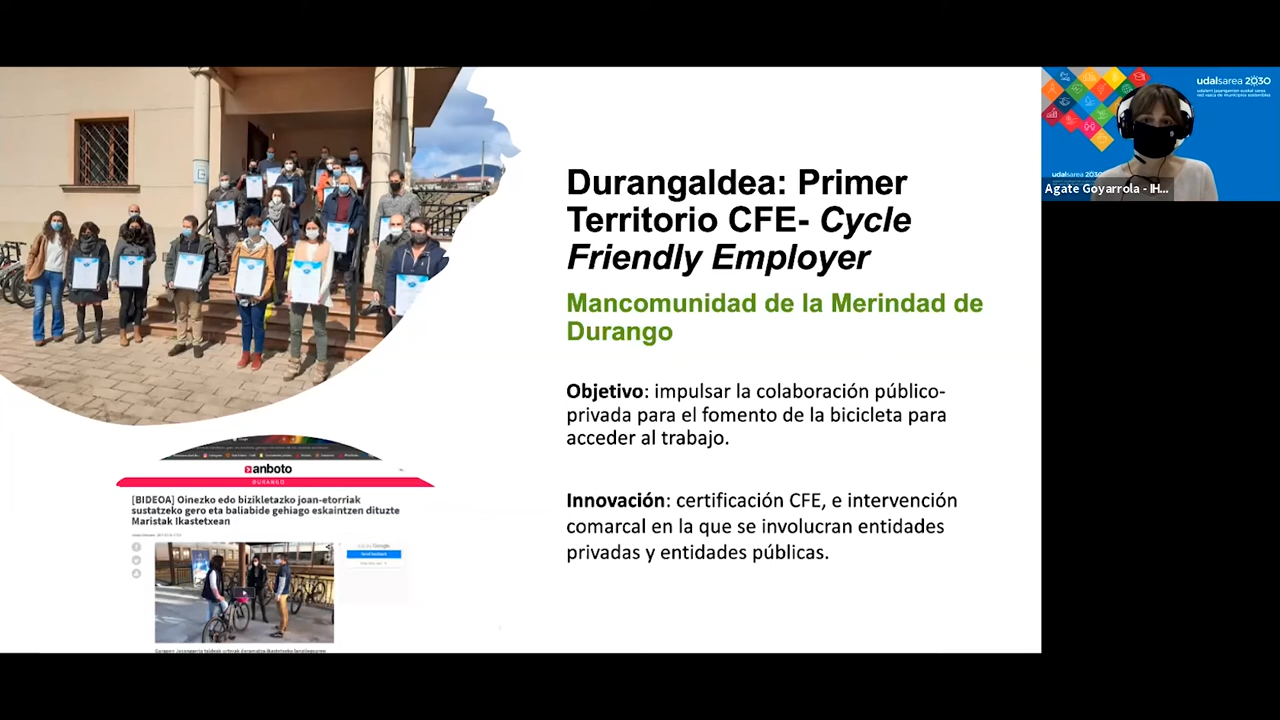 Durangaldea: Primer
Territorio CFE- Cycle
Friendly Employer
Mancomunidad de la Merindad de
Durango
Objetivo: impulsar la colaboración público-
privada para el fomento de la bicicleta para
acceder al trabajo.
Innovación: certificación CFE, e intervención
comarcal en la que se involucran entidades
privadas y entidades públicas.
anboto
DURANGO
[BIDEOA] Oinezko edo bizikletazko joan-etorriak
sustatzeko gero eta baliabide gehiago eskaintzen dituzte
Maristak Ikastetxean
udalsarea 2030
udalsarea 2030
Agate Goyarrola - IH...